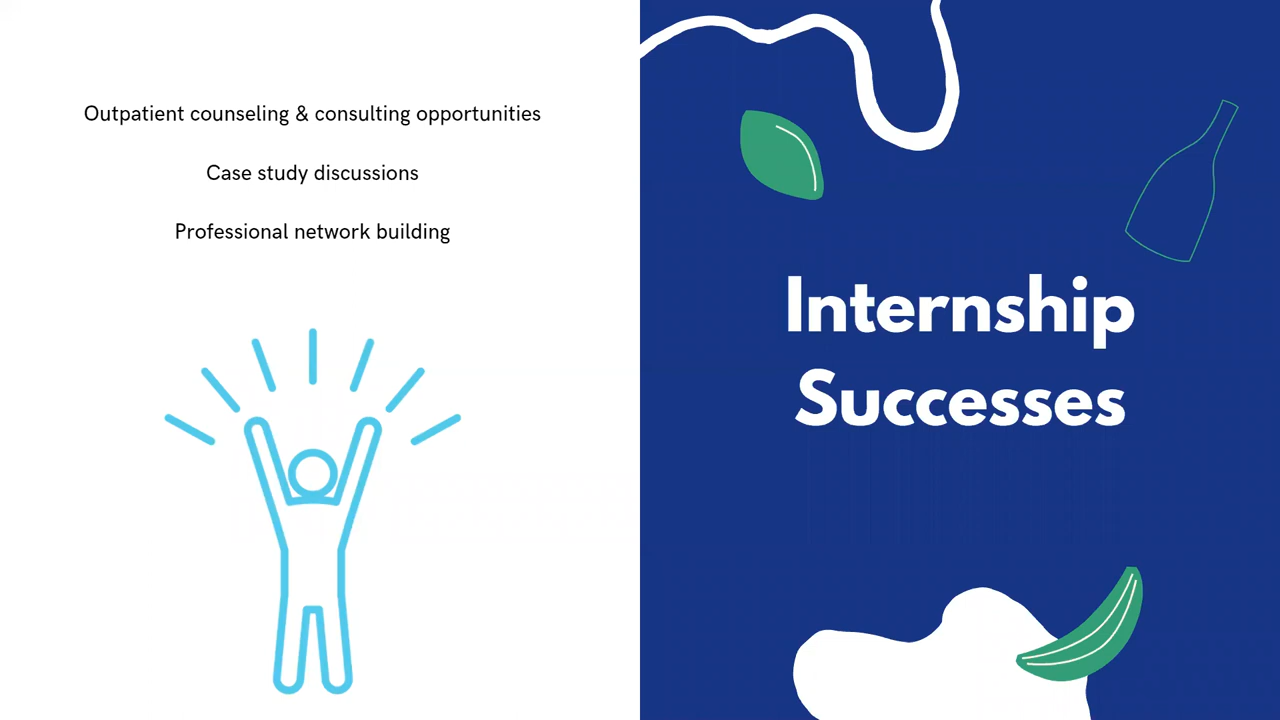 Outpatient counseling & consulting opportunities
Case study discussions
Professional network building
Internship
Successes